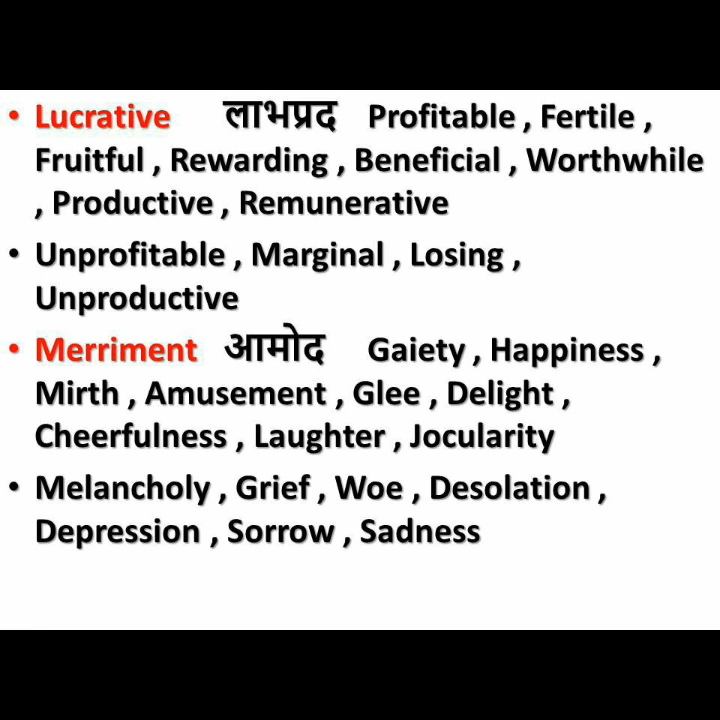 • Lucrative लाभप्रद Profitable , Fertile ,
Fruitful , Rewarding , Beneficial , Worthwhile
, Productive , Remunerative
• Unprofitable , Marginal , Losing ,
Unproductive
• Merriment आमोद Gaiety , Happiness ,
Mirth , Amusement , Glee , Delight ,
Cheerfulness , Laughter , Jocularity
• Melancholy , Grief , Woe , Desolation ,
Depression , Sorrow , Sadness